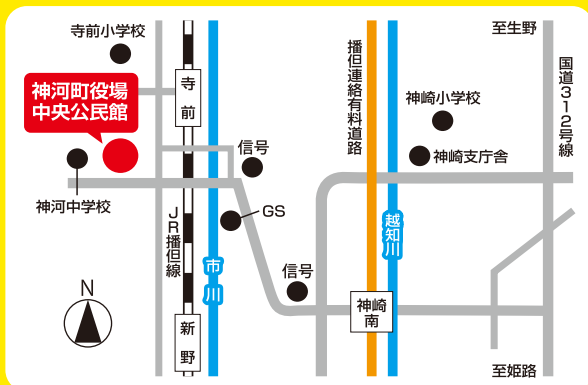 寺前小学校
神河町役場
中央公民館
神河中学校
寺前
JR播但線
新野
市川
信号
GS
信号
播但連絡有料道路
神崎小学校
神崎支庁舎
越知川
神崎
南
至生野
国道312号線
至姫路
N